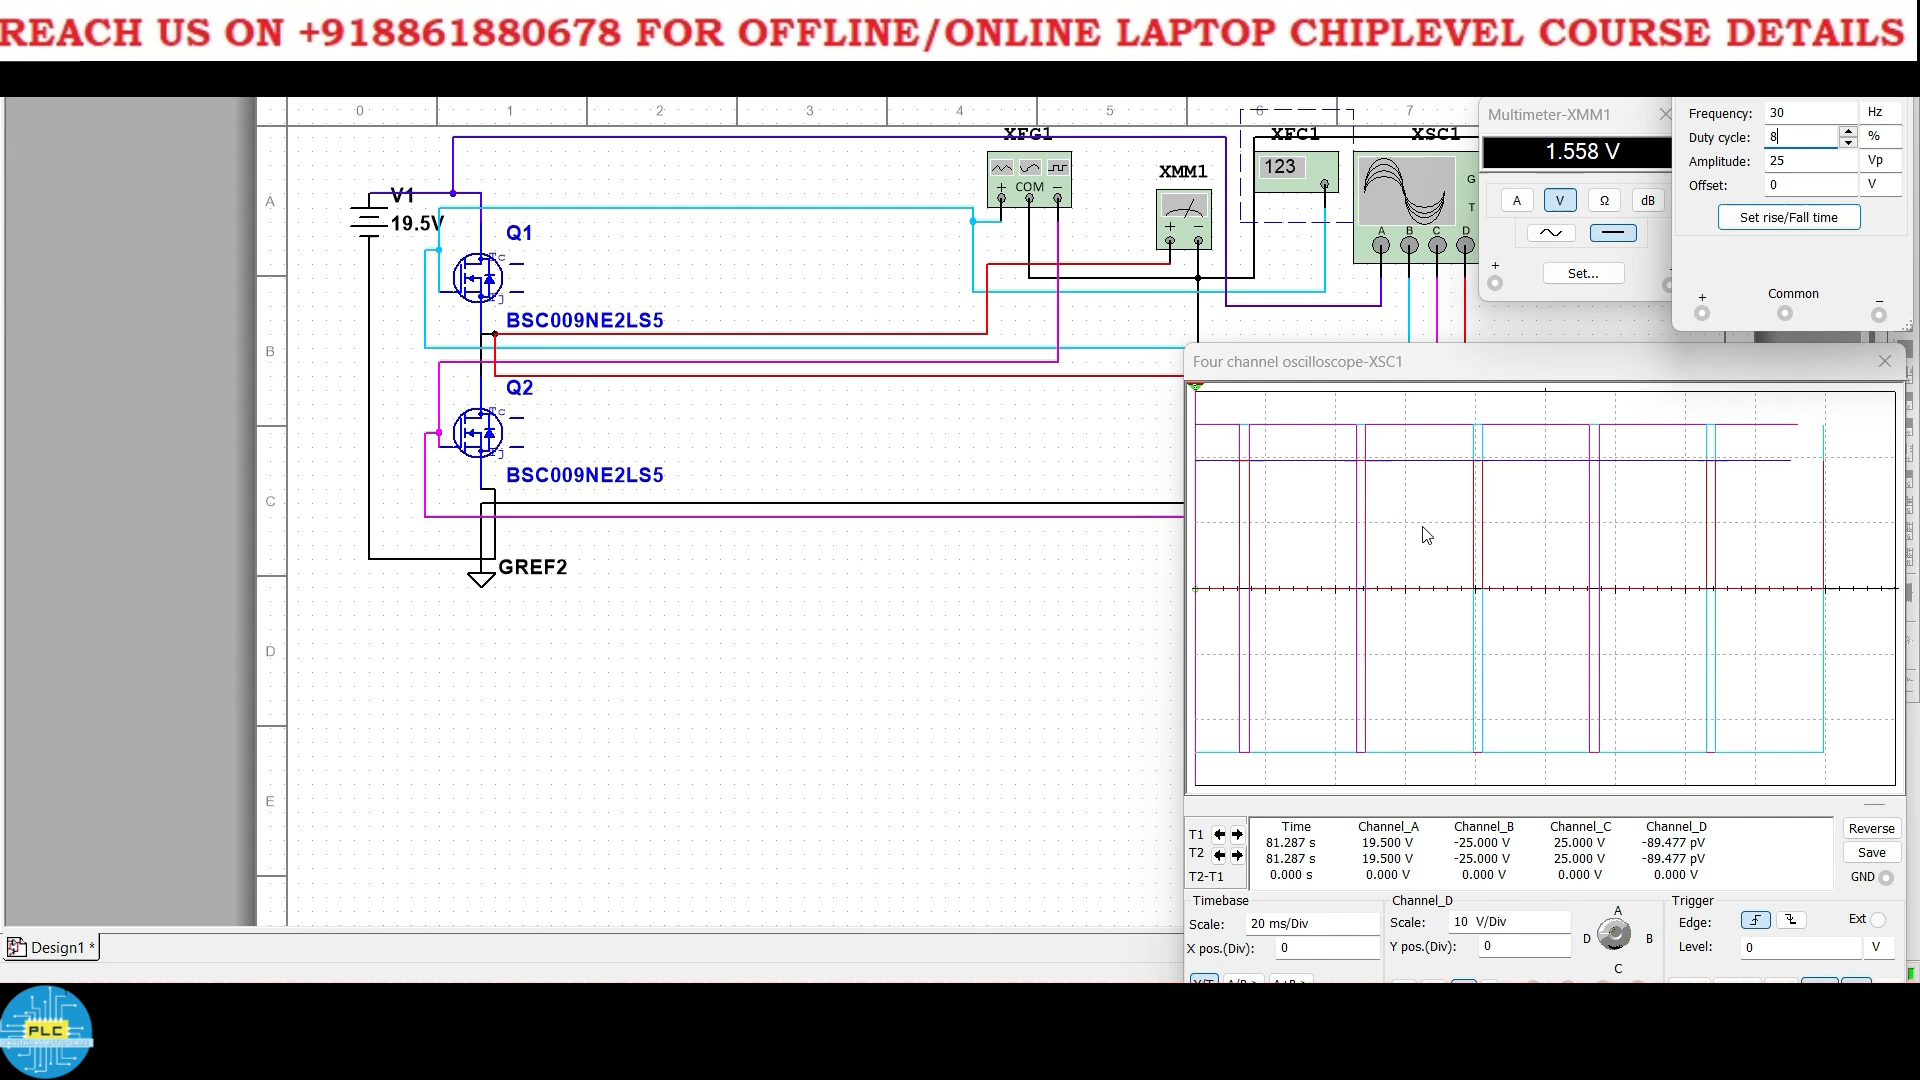 REACH US ON +918861880678 FOR OFFLINE/ONLINE LAPTOP CHIPLEVEL COURSE DETAILS
0 1 2 3 4 5 6 7
A
B
C
D
E
V1
19.5V
Q1
BSC009NE2LS5
Q2
BSC009NE2LS5
GREF2
XFG1
+ COM −
XMM1
+ −
XFC1
123
XSC1
G
T
A B C D
Multimeter-XMM1
1.558 V
A V Ω dB
Set...
+
Frequency: 30 Hz
Duty cycle: 8 %
Amplitude: 25 Vp
Offset: 0 V
Set rise/Fall time
+ Common −
Four channel oscilloscope-XSC1
Time Channel_A Channel_B Channel_C Channel_D
T1 81.287 s 19.500 V -25.000 V 25.000 V -89.477 pV
T2 81.287 s 19.500 V -25.000 V 25.000 V -89.477 pV
T2-T1 0.000 s 0.000 V 0.000 V 0.000 V 0.000 V
Reverse
Save
GND
Timebase
Scale: 20 ms/Div
X pos.(Div): 0
Channel_D
Scale: 10 V/Div
Y pos.(Div): 0
A
D B
C
Trigger
Edge: Ext
Level: 0 V
Design1 *
PLC